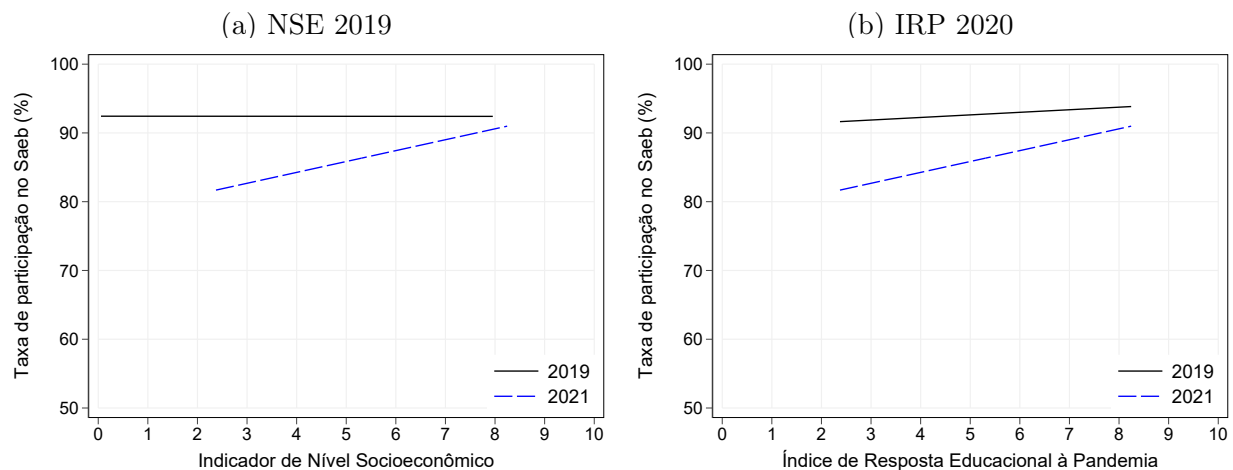 (a) NSE 2019
Taxa de participação no Saeb (%)
100
90
80
70
60
50
0 1 2 3 4 5 6 7 8 9 10
Indicador de Nível Socioeconômico
2019
2021
(b) IRP 2020
Taxa de participação no Saeb (%)
100
90
80
70
60
50
0 1 2 3 4 5 6 7 8 9 10
Índice de Resposta Educacional à Pandemia
2019
2021